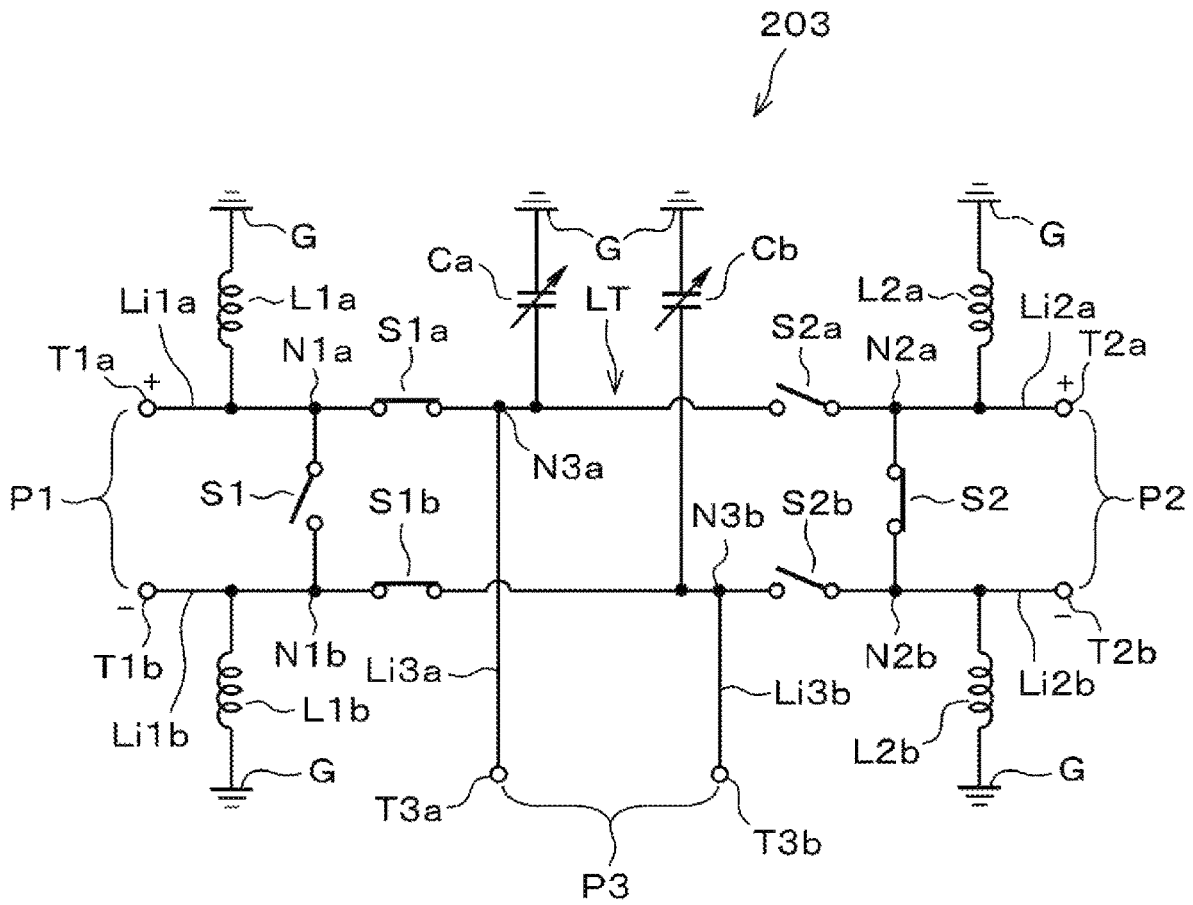 203
G
G
G
Ca
Cb
Li1a
L1a
LT
L2a
Li2a
S1a
S2a
T1a
N1a
N2a
T2a
+
+
N3a
P1
S1
S1b
N3b
S2b
S2
P2
−
−
T1b
N1b
Li3a
Li3b
N2b
T2b
Li1b
L1b
L2b
Li2b
G
G
T3a
T3b
P3